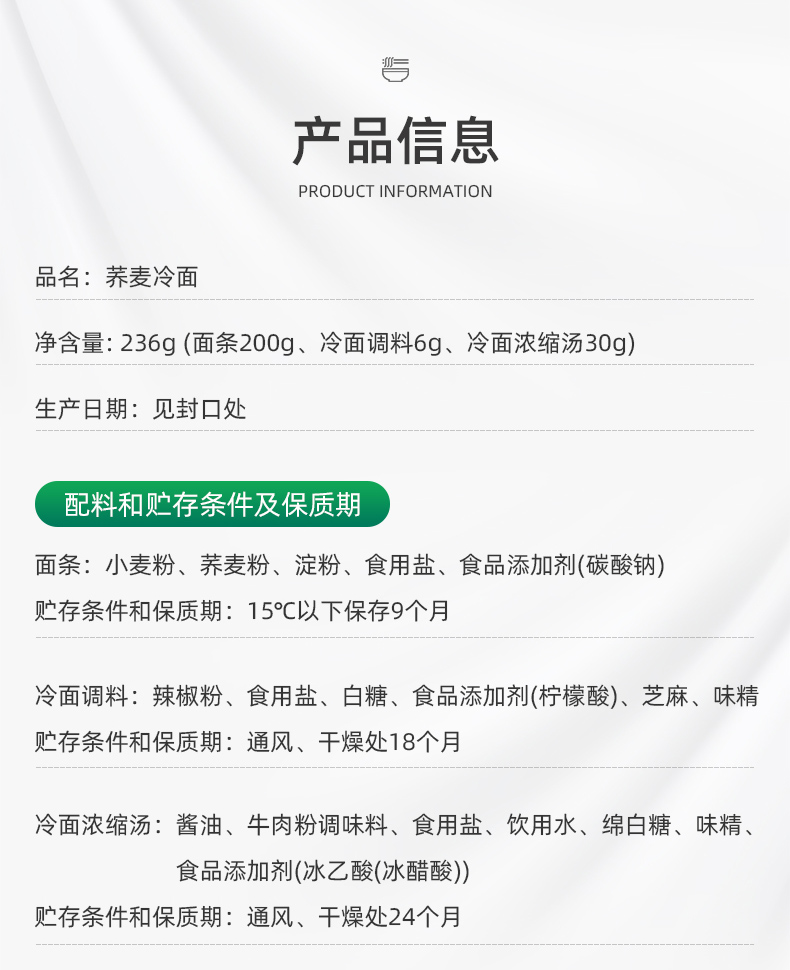 产品信息
PRODUCT INFORMATION
品名：荞麦冷面
净含量: 236g (面条200g、冷面调料6g、冷面浓缩汤30g)
生产日期：见封口处
配料和贮存条件及保质期
面条：小麦粉、荞麦粉、淀粉、食用盐、食品添加剂(碳酸钠)
贮存条件和保质期：15℃以下保存9个月
冷面调料：辣椒粉、食用盐、白糖、食品添加剂(柠檬酸)、芝麻、味精
贮存条件和保质期：通风、干燥处18个月
冷面浓缩汤：酱油、牛肉粉调味料、食用盐、饮用水、绵白糖、味精、
食品添加剂(冰乙酸(冰醋酸))
贮存条件和保质期：通风、干燥处24个月